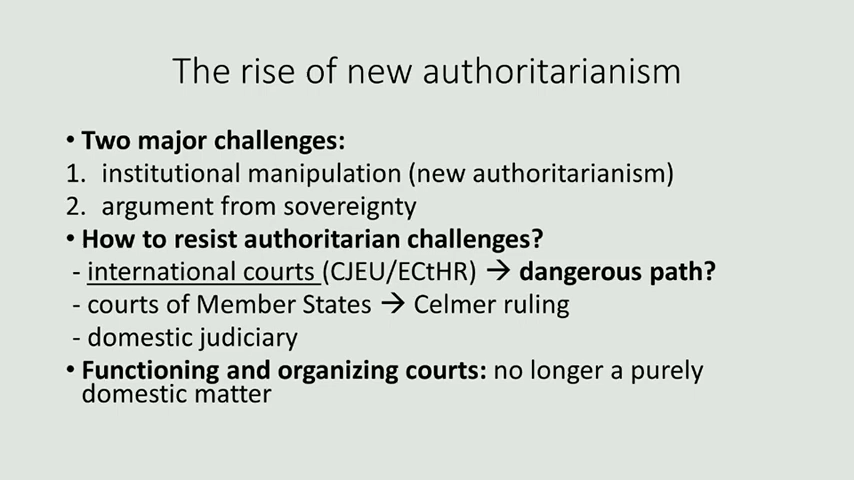 The rise of new authoritarianism
• Two major challenges:
1. institutional manipulation (new authoritarianism)
2. argument from sovereignty
• How to resist authoritarian challenges?
- international courts (CJEU/ECtHR) → dangerous path?
- courts of Member States → Celmer ruling
- domestic judiciary
• Functioning and organizing courts: no longer a purely
domestic matter